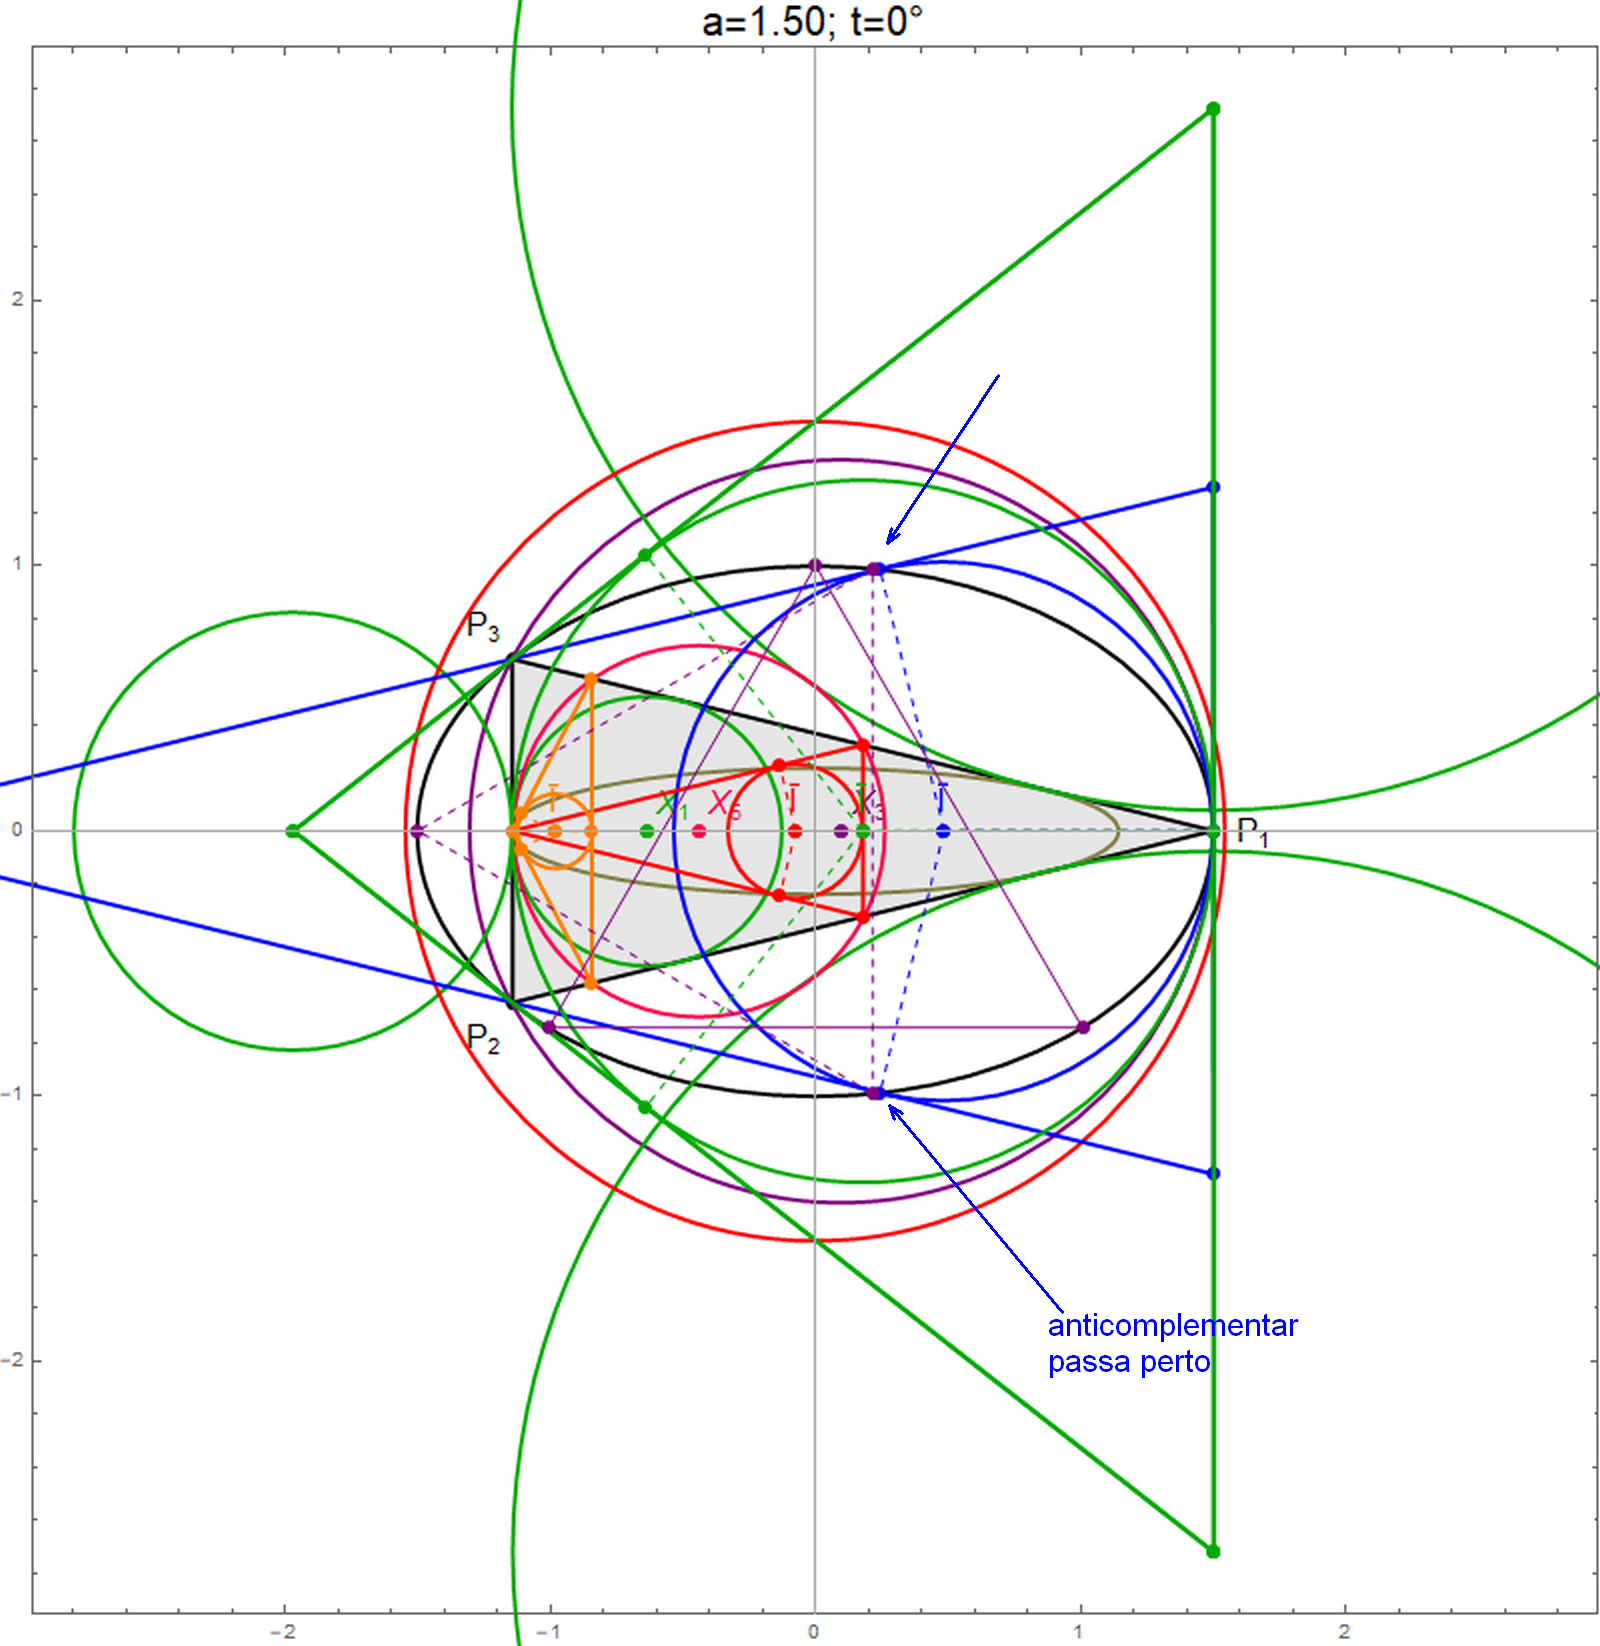 a=1.50; t=0°
2
1
P3
Ī X1 X5 Ī X3 Ī
0 P1
P2
−1
anticomplementar
passa perto
−2
−2 −1 0 1 2